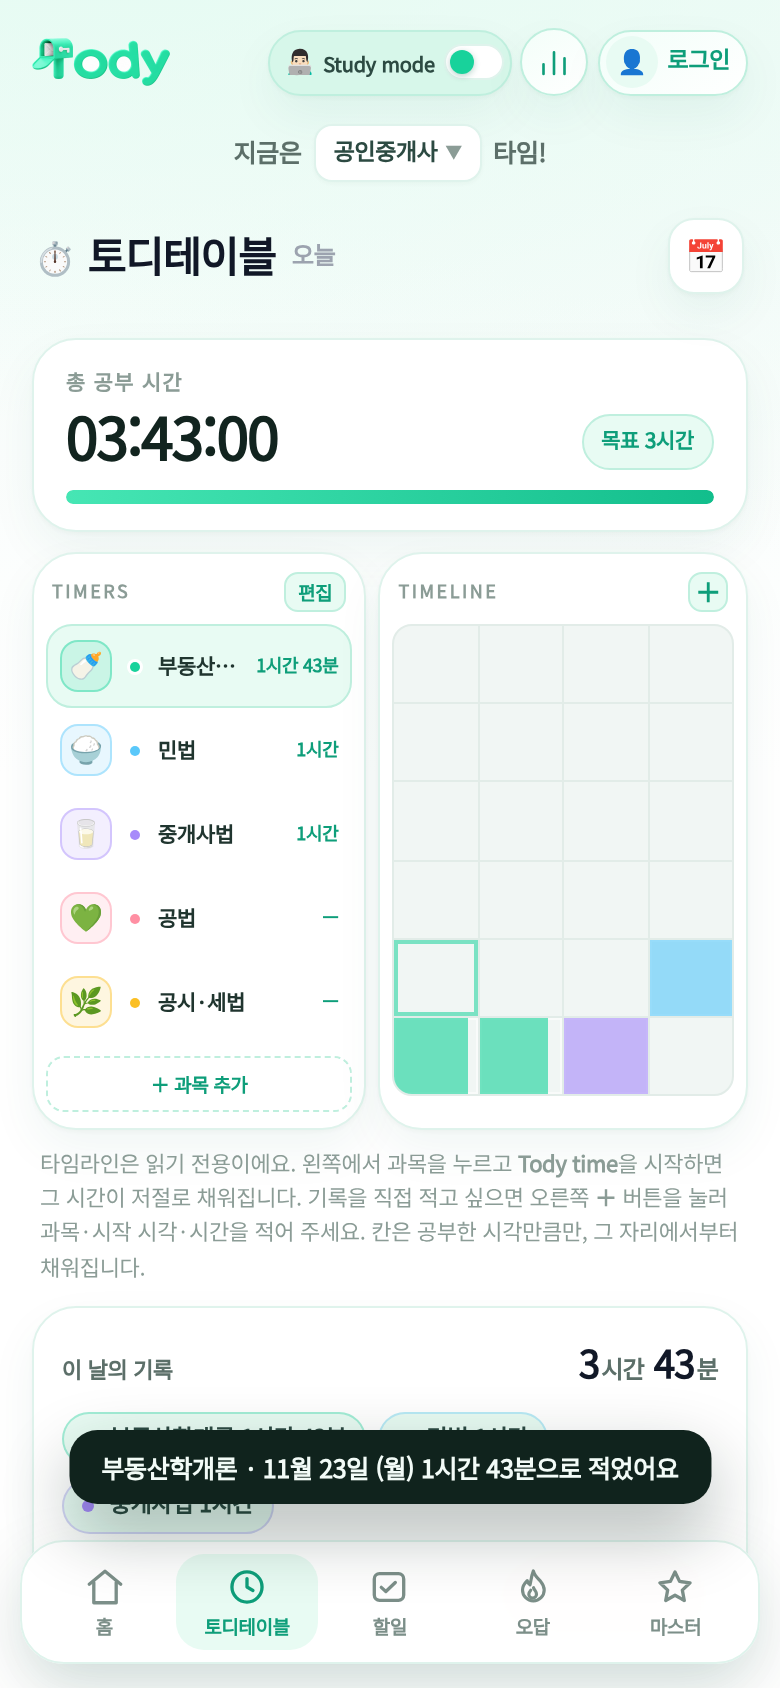 Tody
Study mode
로그인
지금은 공인중개사 ▼ 타임!
토디테이블 오늘
July 17
총 공부 시간
03:43:00
목표 3시간
TIMERS 편집
부동산… 1시간 43분
민법 1시간
중개사법 1시간
공법 –
공시·세법 –
+ 과목 추가
TIMELINE +
타임라인은 읽기 전용이에요. 왼쪽에서 과목을 누르고 Tody time을 시작하면
그 시간이 저절로 채워집니다. 기록을 직접 적고 싶으면 오른쪽 + 버튼을 눌러
과목·시작 시각·시간을 적어 주세요. 칸은 공부한 시각만큼만, 그 자리에서부터
채워집니다.
이 날의 기록 3시간 43분
부동산학개론 · 11월 23일 (월) 1시간 43분으로 적었어요
중개사법 1시간
홈
토디테이블
할일
오답
마스터